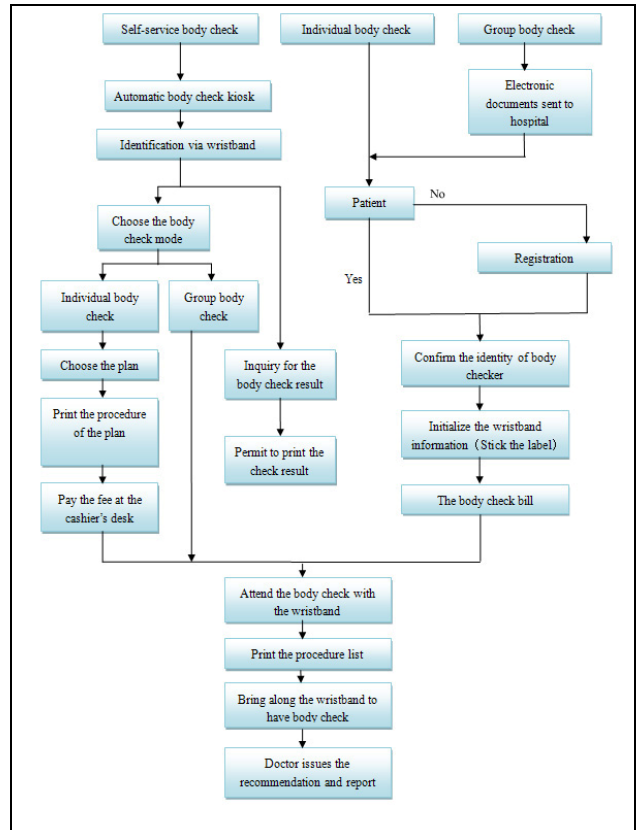 Self-service body check
Individual body check
Group body check
Automatic body check kiosk
Electronic
documents sent to
hospital
Identification via wristband
Patient
No
Choose the body
check mode
Registration
Yes
Individual body
check
Group body
check
Choose the plan
Inquiry for the
body check result
Confirm the identity of body
checker
Print the procedure
of the plan
Initialize the wristband
information (Stick the label)
Permit to print the
check result
Pay the fee at the
cashier's desk
The body check bill
Attend the body check with
the wristband
Print the procedure list
Bring along the wristband to
have body check
Doctor issues the
recommendation and report